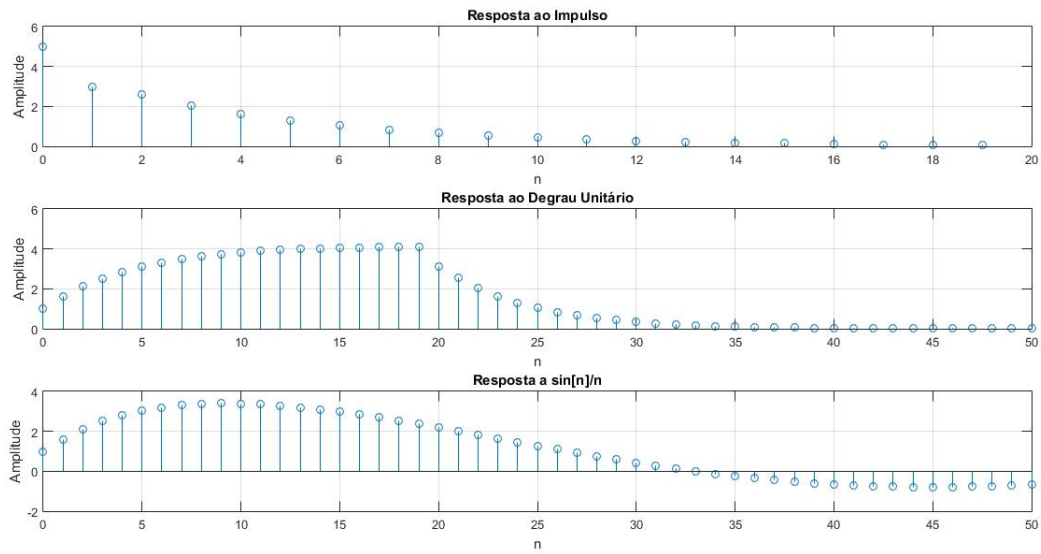 Resposta ao Impulso
6
4
2
0
Amplitude
0 2 4 6 8 10 12 14 16 18 20
n
Resposta ao Degrau Unitário
6
4
2
0
Amplitude
0 5 10 15 20 25 30 35 40 45 50
n
Resposta a sin[n]/n
4
2
0
-2
Amplitude
0 5 10 15 20 25 30 35 40 45 50
n